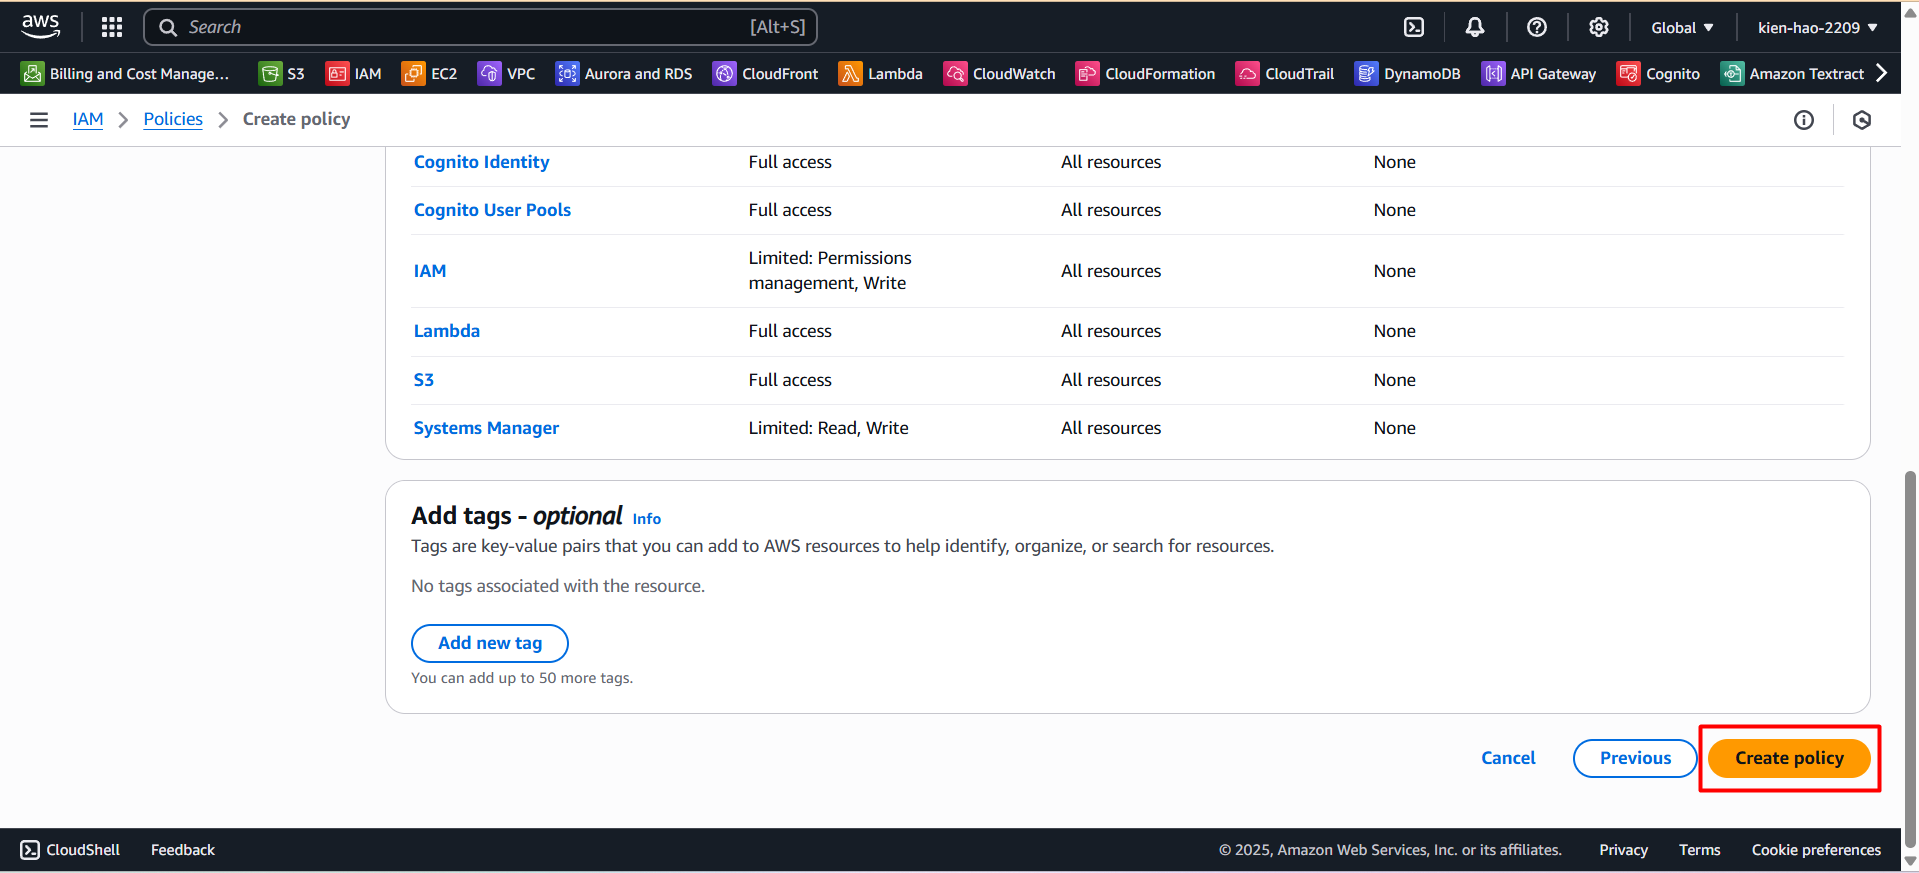 aws
Search [Alt+S]
Global kien-hao-2209
Billing and Cost Manage... S3 IAM EC2 VPC Aurora and RDS CloudFront Lambda CloudWatch CloudFormation CloudTrail DynamoDB API Gateway Cognito Amazon Textract
IAM Policies Create policy
Cognito Identity Full access All resources None
Cognito User Pools Full access All resources None
IAM Limited: Permissions management, Write All resources None
Lambda Full access All resources None
S3 Full access All resources None
Systems Manager Limited: Read, Write All resources None
Add tags - optional Info
Tags are key-value pairs that you can add to AWS resources to help identify, organize, or search for resources.
No tags associated with the resource.
Add new tag
You can add up to 50 more tags.
Cancel Previous Create policy
CloudShell Feedback © 2025, Amazon Web Services, Inc. or its affiliates. Privacy Terms Cookie preferences